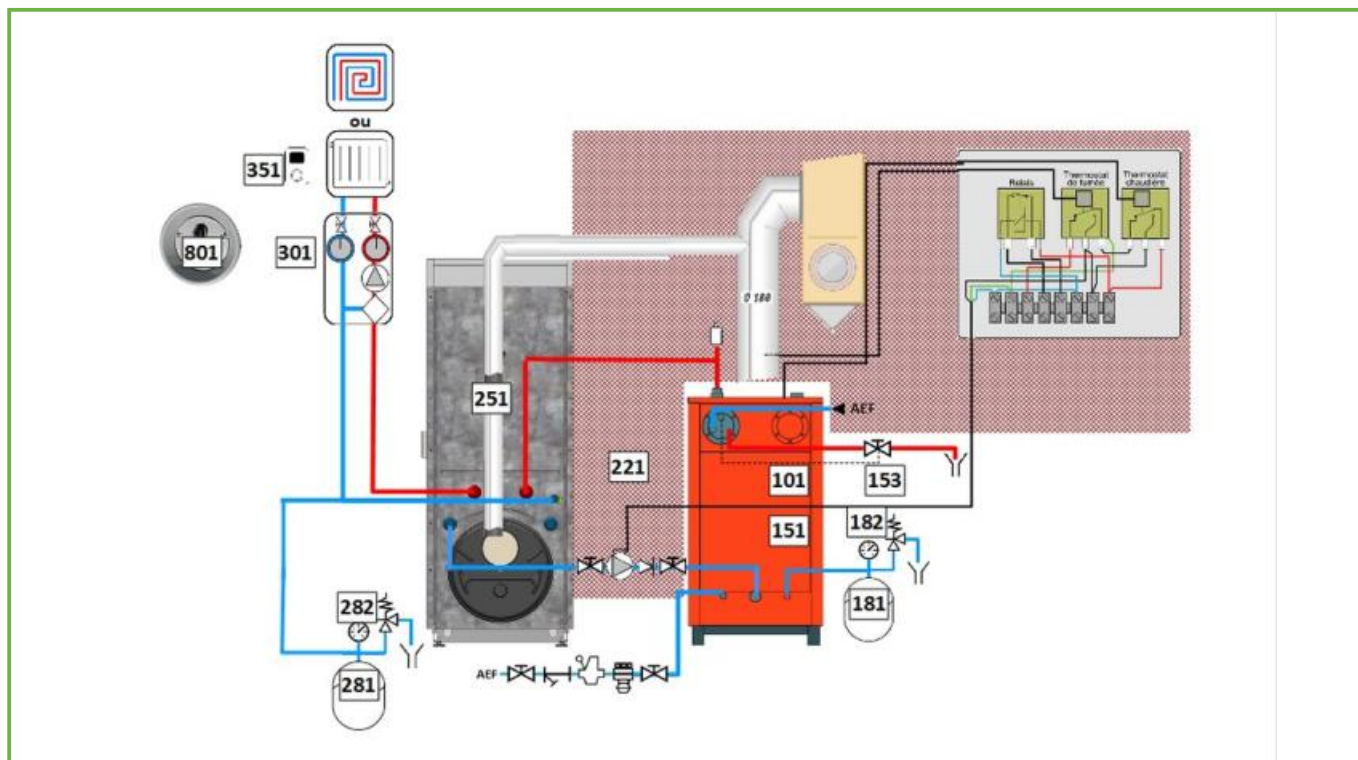 ou
351
801
301
Relais
Thermostat
de fumée
Thermostat
chaudière
251
AEF
221
101
153
151
182
181
282
281
AEF